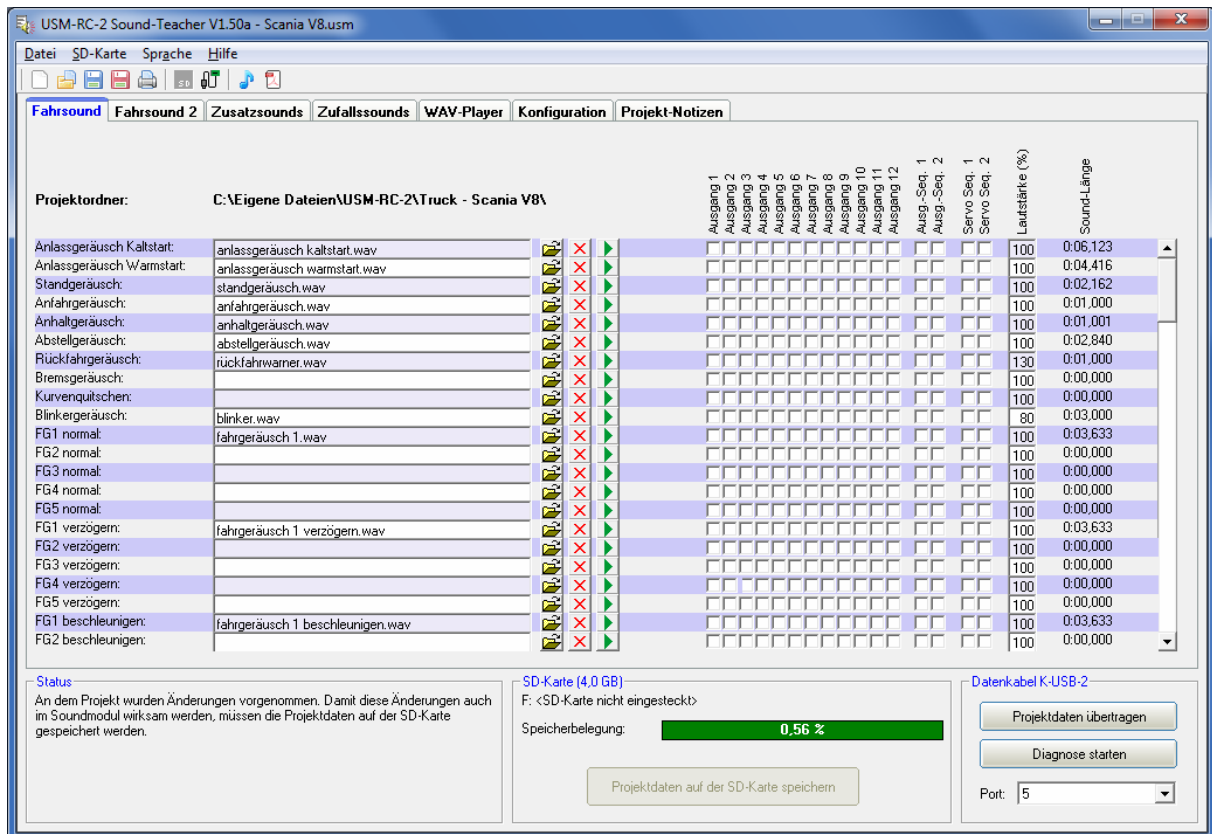 USM-RC-2 Sound-Teacher V1.50a - Scania V8.usm
Datei SD-Karte Sprache Hilfe
SD
Fahrsound Fahrsound 2 Zusatzsounds Zufallssounds WAV-Player Konfiguration Projekt-Notizen
Projektordner: C:\Eigene Dateien\USM-RC-2\Truck - Scania V8\
Ausgang 1
Ausgang 2
Ausgang 3
Ausgang 4
Ausgang 5
Ausgang 6
Ausgang 7
Ausgang 8
Ausgang 9
Ausgang 10
Ausgang 11
Ausgang 12
Ausg.-Seq. 1
Ausg.-Seq. 2
Servo Seq. 1
Servo Seq. 2
Lautstärke (%)
Sound-Länge
Anlassgeräusch Kaltstart: anlassgeräusch kaltstart.wav 100 0:06,123
Anlassgeräusch Warmstart: anlassgeräusch warmstart.wav 100 0:04,416
Standgeräusch: standgeräusch.wav 100 0:02,162
Anfahrgeräusch: anfahrgeräusch.wav 100 0:01,000
Anhaltgeräusch: anhaltgeräusch.wav 100 0:01,001
Abstellgeräusch: abstellgeräusch.wav 100 0:02,840
Rückfahrgeräusch: rückfahrwarner.wav 130 0:01,000
Bremsgeräusch: 100 0:00,000
Kurvenquitschen: 100 0:00,000
Blinkergeräusch: blinker.wav 80 0:03,000
FG1 normal: fahrgeräusch 1.wav 100 0:03,633
FG2 normal: 100 0:00,000
FG3 normal: 100 0:00,000
FG4 normal: 100 0:00,000
FG5 normal: 100 0:00,000
FG1 verzögern: fahrgeräusch 1 verzögern.wav 100 0:03,633
FG2 verzögern: 100 0:00,000
FG3 verzögern: 100 0:00,000
FG4 verzögern: 100 0:00,000
FG5 verzögern: 100 0:00,000
FG1 beschleunigen: fahrgeräusch 1 beschleunigen.wav 100 0:03,633
FG2 beschleunigen: 100 0:00,000
Status
An dem Projekt wurden Änderungen vorgenommen. Damit diese Änderungen auch
im Soundmodul wirksam werden, müssen die Projektdaten auf der SD-Karte
gespeichert werden.
SD-Karte (4,0 GB)
F: <SD-Karte nicht eingesteckt>
Speicherbelegung: 0,56 %
Projektdaten auf der SD-Karte speichern
Datenkabel K-USB-2
Projektdaten übertragen
Diagnose starten
Port: 5